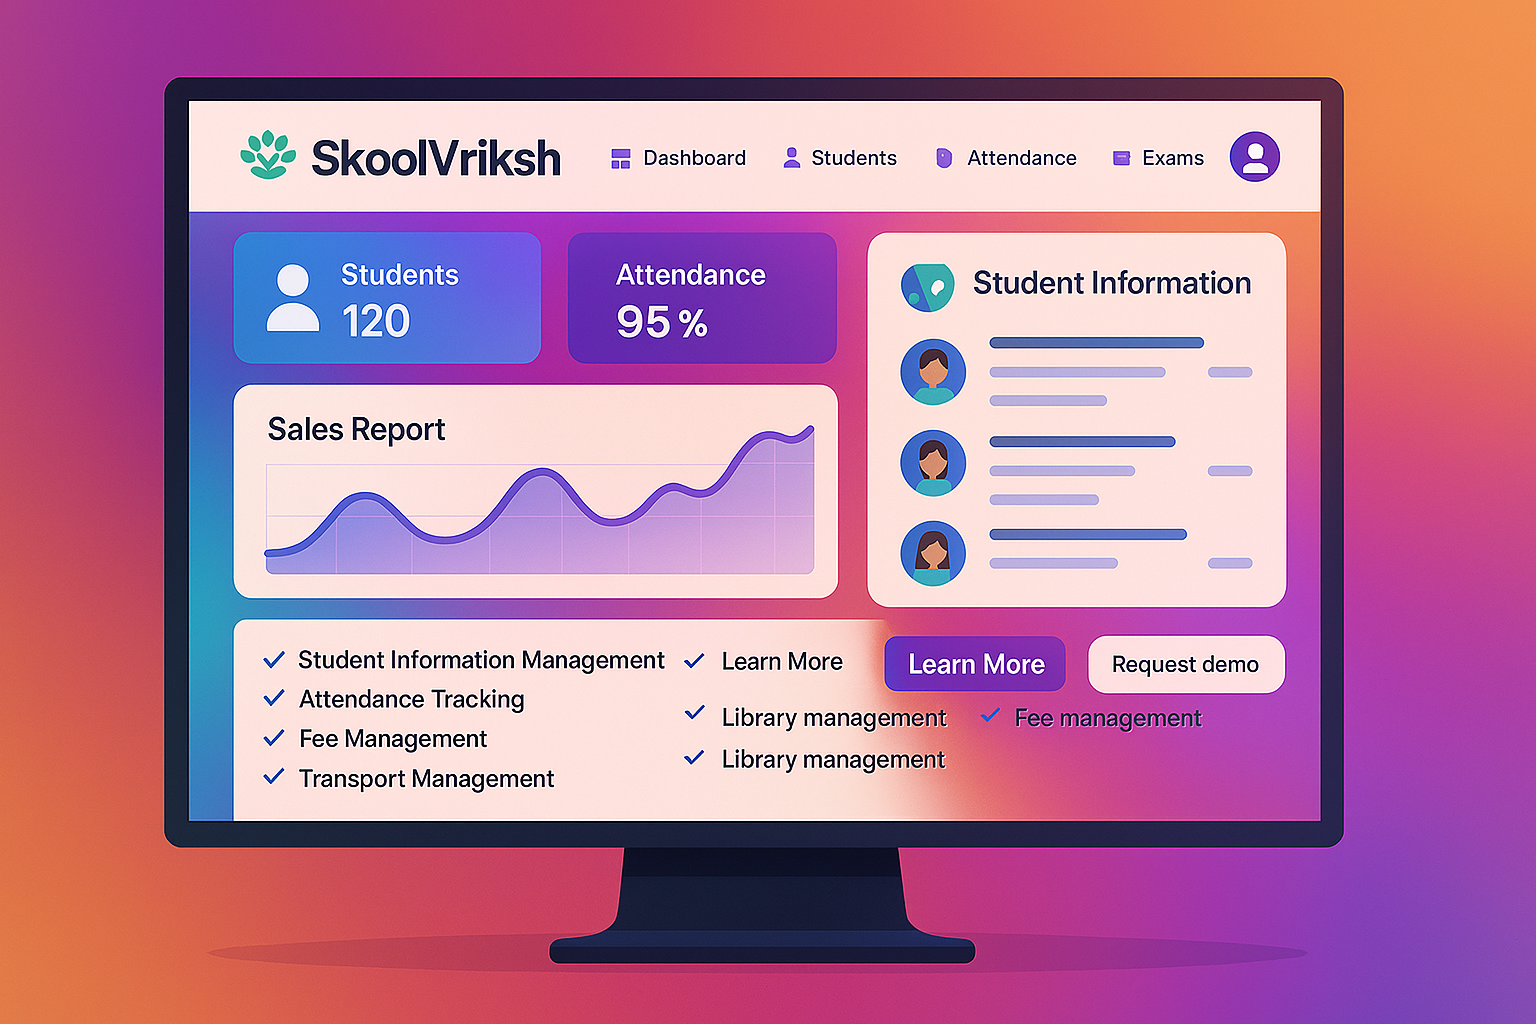 SkoolVriksh
Dashboard
Students
Attendance
Exams
Students
120
Attendance
95 %
Student Information
Sales Report
Student Information Management
Attendance Tracking
Fee Management
Transport Management
Learn More
Library management
Library management
Learn More
Request demo
Fee management